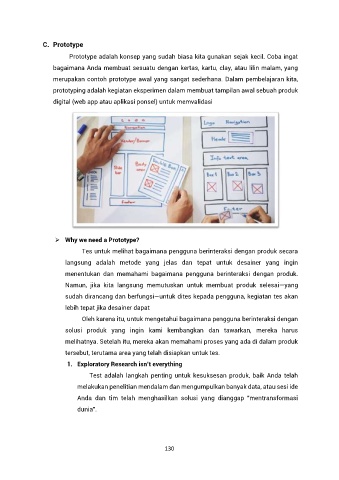 C. Prototype
Prototype adalah konsep yang sudah biasa kita gunakan sejak kecil. Coba ingat
bagaimana Anda membuat sesuatu dengan kertas, kartu, clay, atau lilin malam, yang
merupakan contoh prototype awal yang sangat sederhana. Dalam pembelajaran kita,
prototyping adalah kegiatan eksperimen dalam membuat tampilan awal sebuah produk
digital (web app atau aplikasi ponsel) untuk memvalidasi
Navigation
Header/Banner
Side bar
Body area
Footer
Logo Navigation
Header
Info text area
Box 1 Box 2 Box 3
Footer
➢ Why we need a Prototype?
Tes untuk melihat bagaimana pengguna berinteraksi dengan produk secara
langsung adalah metode yang jelas dan tepat untuk desainer yang ingin
menentukan dan memahami bagaimana pengguna berinteraksi dengan produk.
Namun, jika kita langsung memutuskan untuk membuat produk selesai—yang
sudah dirancang dan berfungsi—untuk dites kepada pengguna, kegiatan tes akan
lebih tepat jika desainer dapat
Oleh karena itu, untuk mengetahui bagaimana pengguna berinteraksi dengan
solusi produk yang ingin kami kembangkan dan tawarkan, mereka harus
melihatnya. Setelah itu, mereka akan memahami proses yang ada di dalam produk
tersebut, terutama area yang telah disiapkan untuk tes.
1. Exploratory Research isn't everything
Test adalah langkah penting untuk kesuksesan produk, baik Anda telah
melakukan penelitian mendalam dan mengumpulkan banyak data, atau sesi ide
Anda dan tim telah menghasilkan solusi yang dianggap "mentransformasi
dunia".
130